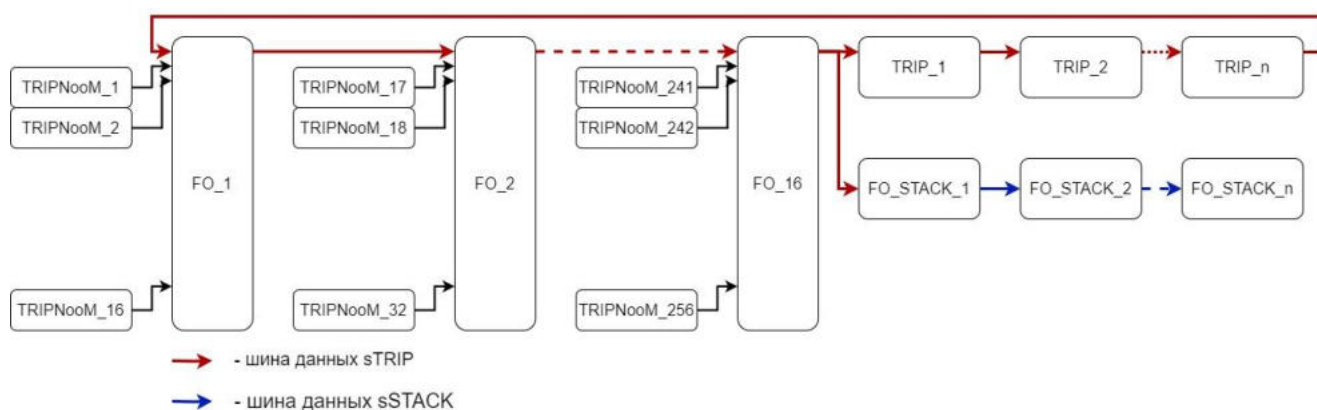 FO_1
FO_2
FO_16
TRIP_1
TRIP_2
TRIP_n
TRIPNooM_1
TRIPNooM_2
TRIPNooM_16
TRIPNooM_17
TRIPNooM_18
TRIPNooM_32
TRIPNooM_241
TRIPNooM_242
TRIPNooM_256
FO_STACK_1
FO_STACK_2
FO_STACK_n
- шина данных sTRIP
- шина данных sSTACK